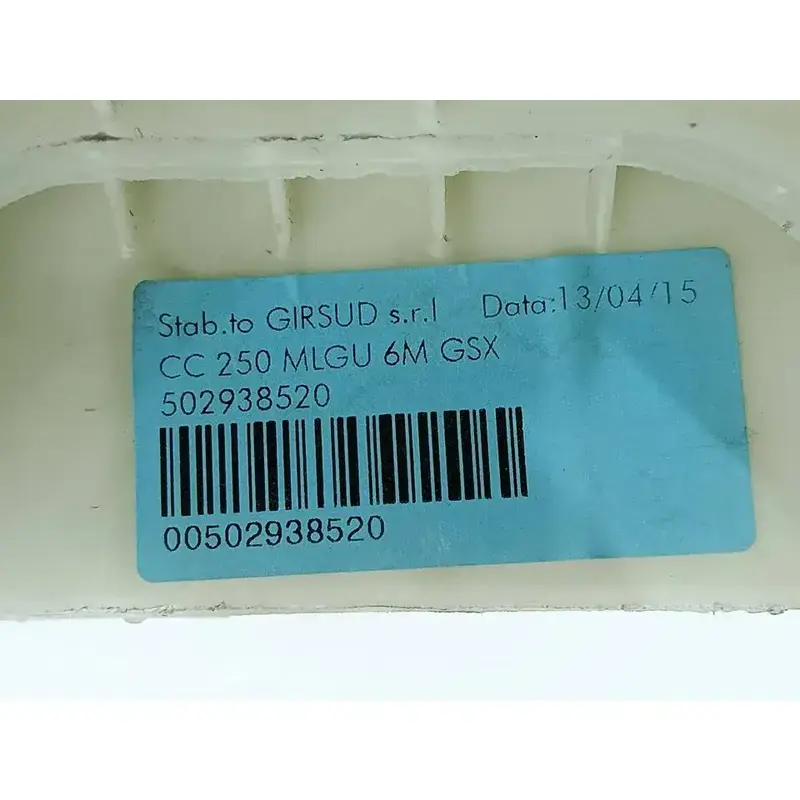 Stab.to GIRSUD s.r.l Data:13/04/15
CC 250 MLGU 6M GSX
502938520
00502938520